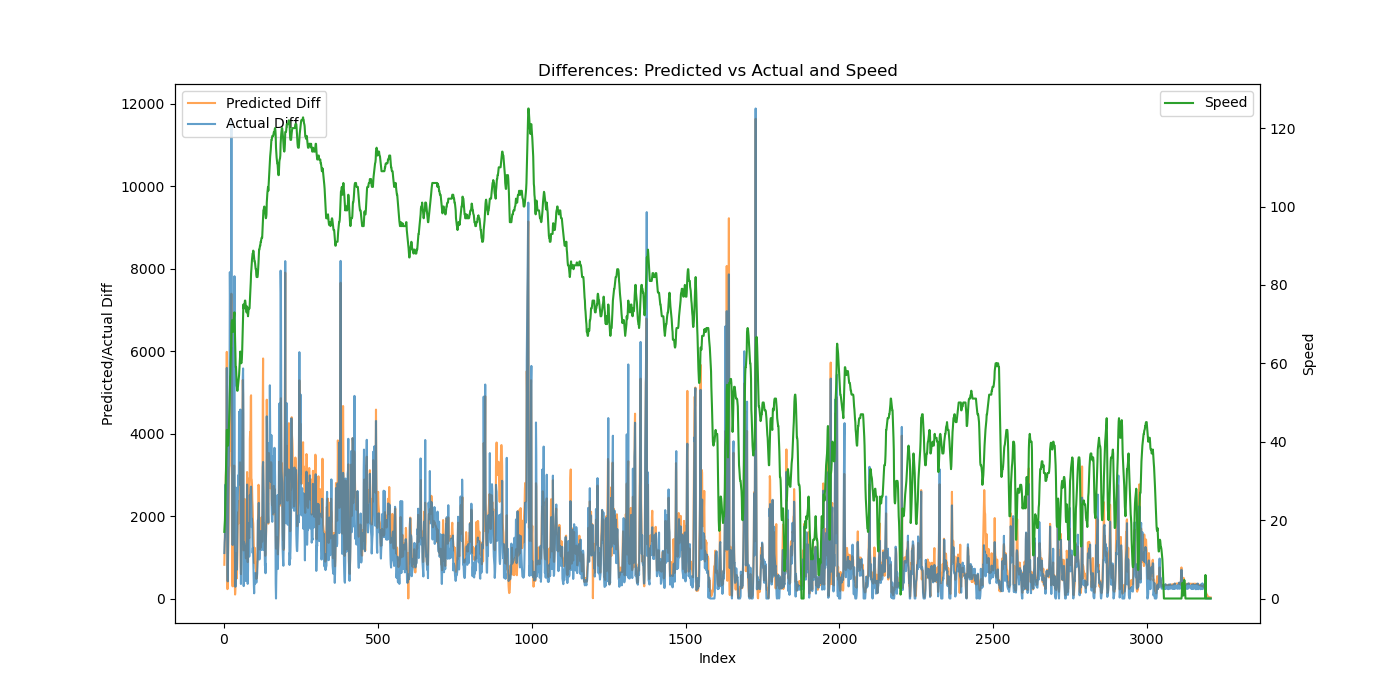 Differences: Predicted vs Actual and Speed
Predicted Diff
Actual Diff
Speed
12000
10000
8000
6000
4000
2000
0
Predicted/Actual Diff
120
100
80
60
40
20
0
Speed
0 500 1000 1500 2000 2500 3000
Index